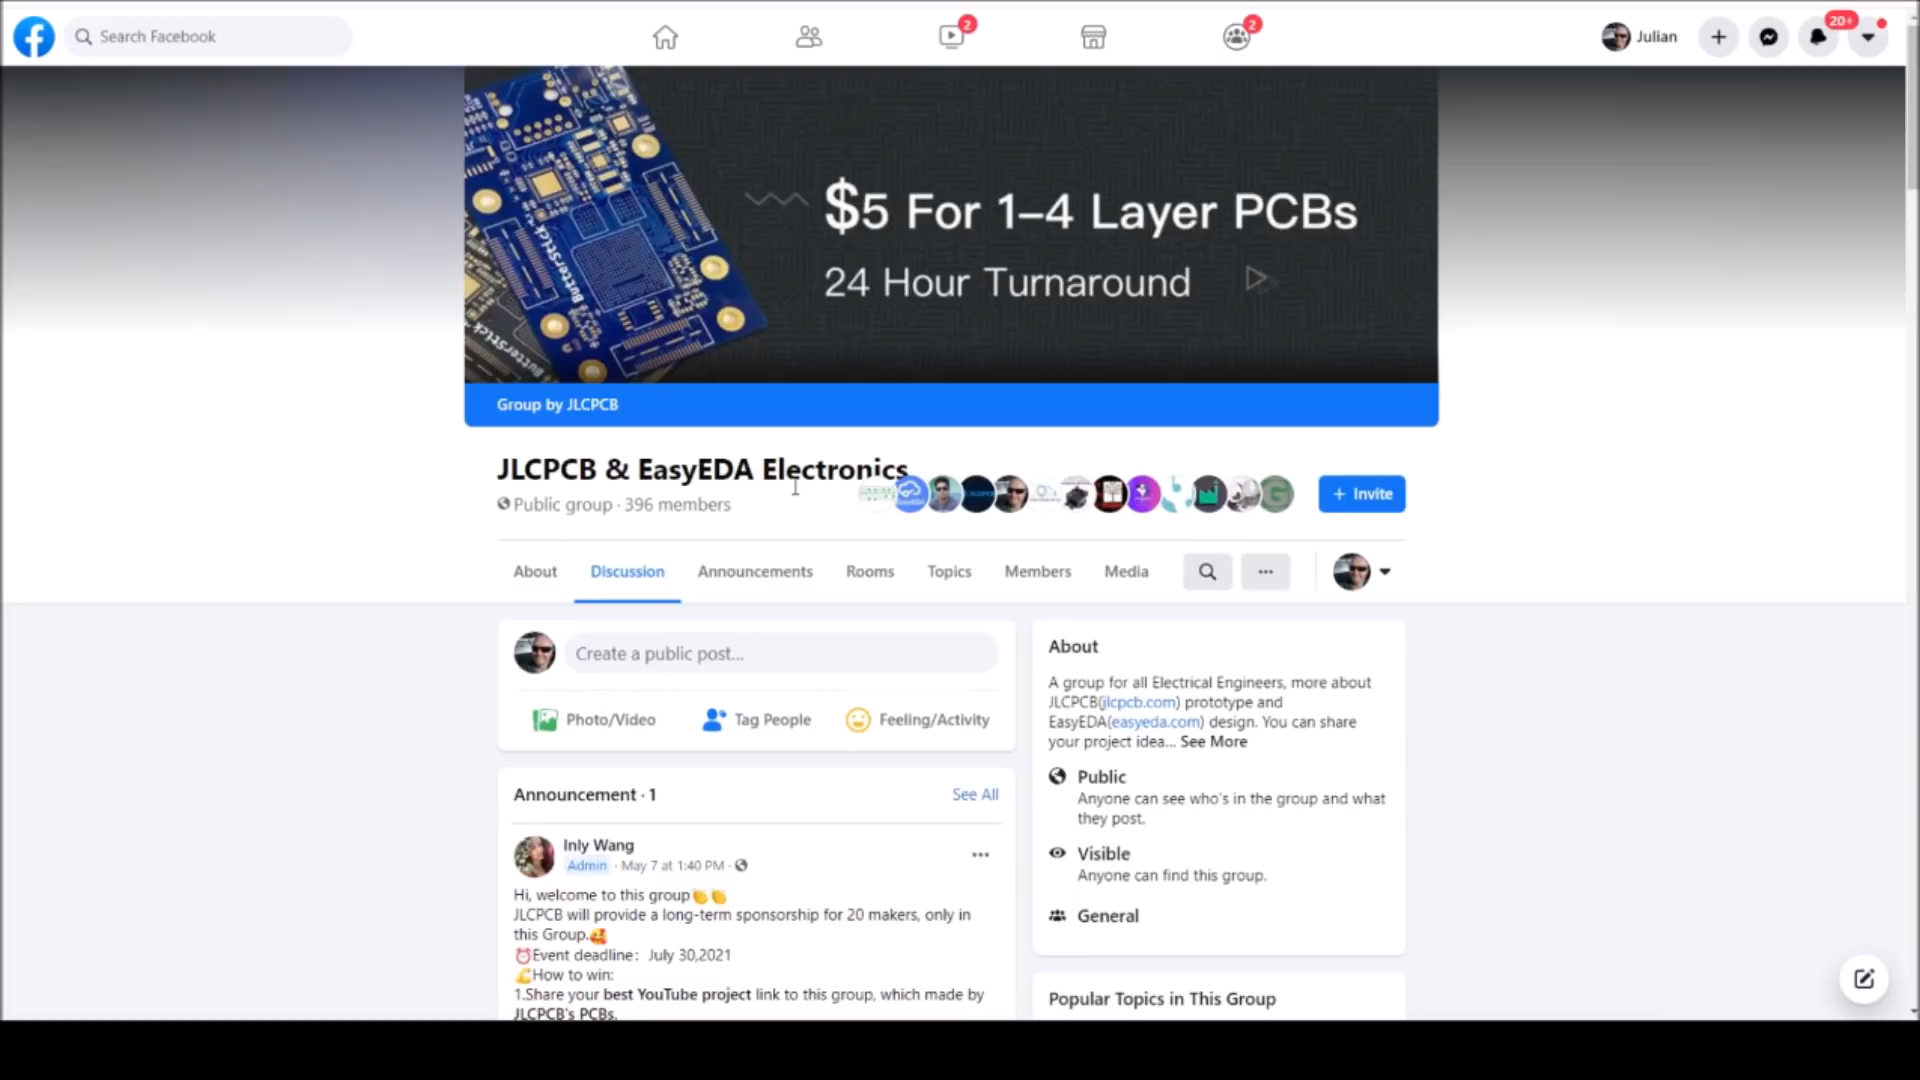 Search Facebook
2
2
Julian
20+
$5 For 1–4 Layer PCBs
24 Hour Turnaround
ButterStick
ButterStick
Group by JLCPCB
JLCPCB & EasyEDA Electronics
Public group · 396 members
+ Invite
About
Discussion
Announcements
Rooms
Topics
Members
Media
Create a public post...
Photo/Video
Tag People
Feeling/Activity
Announcement · 1
See All
Inly Wang
Admin · May 7 at 1:40 PM ·
Hi, welcome to this group👏👏
JLCPCB will provide a long-term sponsorship for 20 makers, only in
this Group.🥰
⏰Event deadline： July 30,2021
💪How to win:
1.Share your best YouTube project link to this group, which made by
JLCPCB's PCBs.
About
A group for all Electrical Engineers, more about
JLCPCB(jlcpcb.com) prototype and
EasyEDA(easyeda.com) design. You can share
your project idea... See More
Public
Anyone can see who's in the group and what
they post.
Visible
Anyone can find this group.
General
Popular Topics in This Group